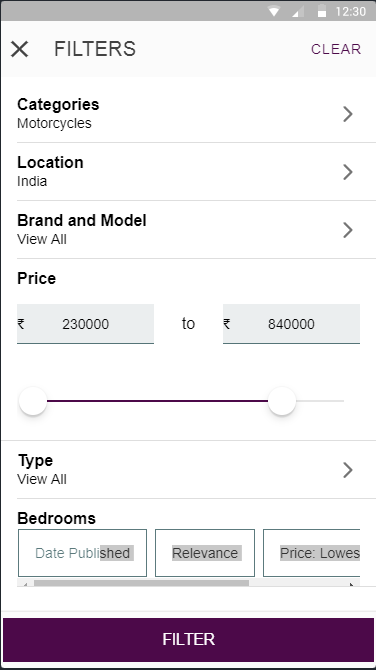 12:30
FILTERS CLEAR
Categories
Motorcycles
Location
India
Brand and Model
View All
Price
₹ 230000 to ₹ 840000
Type
View All
Bedrooms
Date Published Relevance Price: Lowes
FILTER